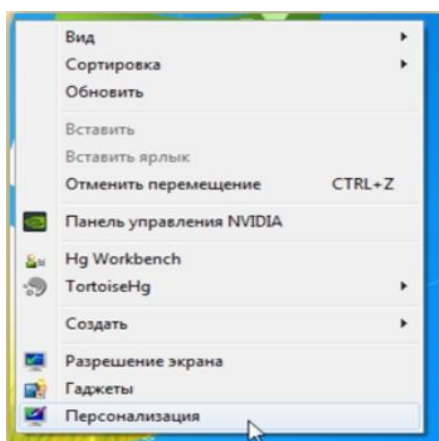 Вид
Сортировка
Обновить
Вставить
Вставить ярлык
Отменить перемещение CTRL+Z
Панель управления NVIDIA
Hg Workbench
TortoiseHg
Создать
Разрешение экрана
Гаджеты
Персонализация